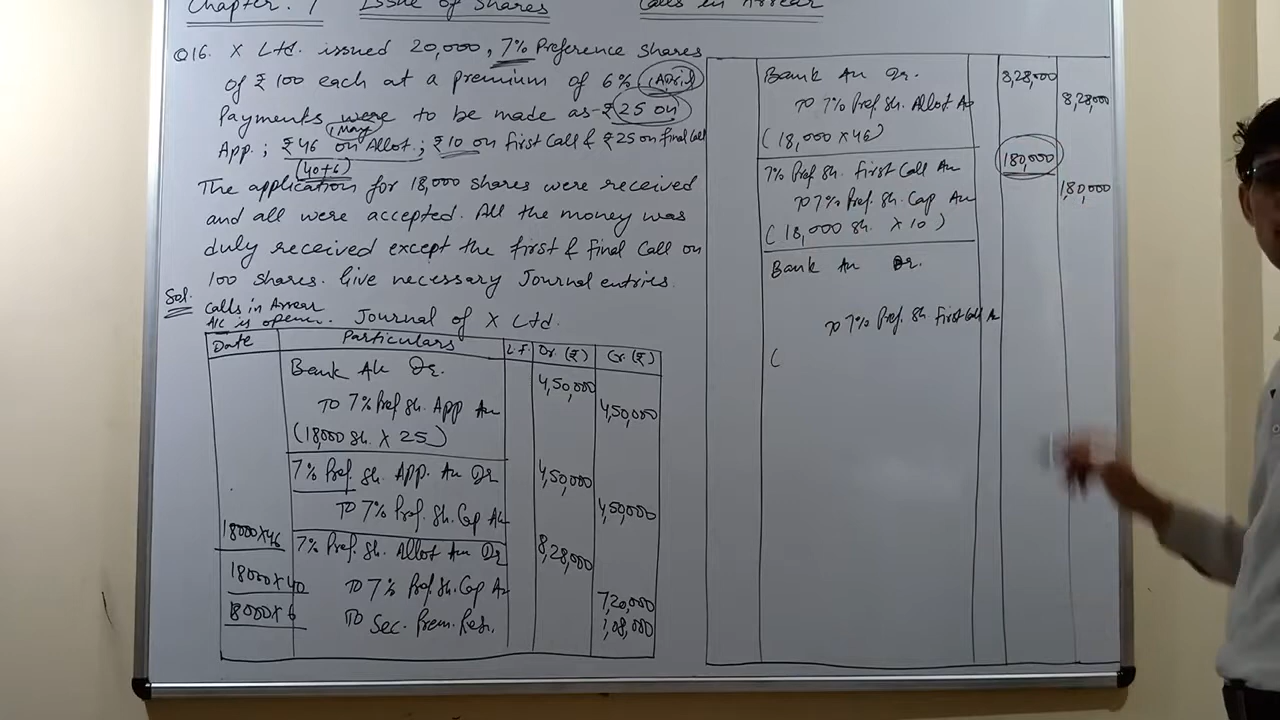 Chapter. 7 Issue of Shares Calls in Arrear
Q16. X Ltd. issued 20,000, 7% Preference shares
of ₹100 each at a premium of 6% (April)
Payments were to be made as - ₹25 on
(1 May)
App ; ₹46 on Allot. ; ₹10 on first Call & ₹25 on final Call
(40+6)
The application for 18,000 shares were received
and all were accepted. All the money was
duly received except the first & final Call on
100 shares. Give necessary Journal entries.
Sol. Calls in Arrear
A/c is open. Journal of X Ltd.
Date Particulars L.F. Dr. (₹) Cr. (₹)
Bank A/c Dr. 4,50,000
To 7% Pref Sh. App A/c 4,50,000
(18000 Sh. X 25)
7% Pref. Sh. App. A/c Dr 4,50,000
To 7% Pref. Sh. Cap A/c 4,50,000
18000X46 7% Pref. Sh. Allot A/c Dr 8,28,000
18000X40 To 7% Pref. Sh. Cap A/c 7,20,000
18000X6 To Sec. Prem. Res. 1,08,000
Bank A/c Dr. 8,28,000
To 7% Pref. Sh. Allot A/c 8,28,000
(18,000 X 46)
7% Pref Sh. First Call A/c 180,000
To 7% Pref Sh. Cap A/c 1,80,000
(18,000 Sh. X 10)
Bank A/c Dr.
To 7% Pref Sh. First Call A/c
(